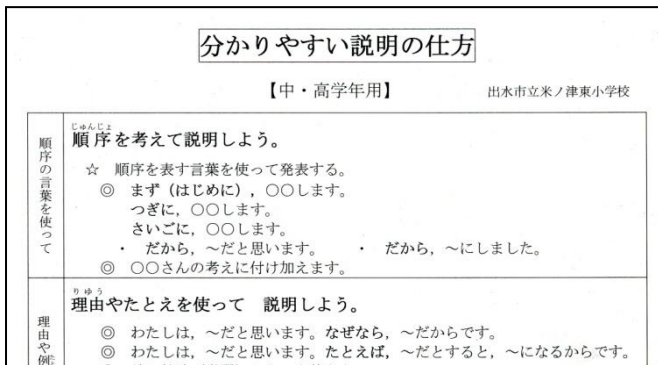 分かりやすい説明の仕方
【中・高学年用】 出水市立米ノ津東小学校
順序の言葉を使って
じゅんじょ
順序を考えて説明しよう。
☆ 順序を表す言葉を使って発表する。
◎ まず（はじめに），〇〇します。
つぎに，〇〇します。
さいごに，〇〇します。
・ だから，～だと思います。 ・ だから，～にしました。
◎ 〇〇さんの考えに付け加えます。
理由や例
りゆう
理由やたとえを使って 説明しよう。
◎ わたしは，～だと思います。なぜなら，～だからです。
◎ わたしは，～だと思います。たとえば，～だとすると，～になるからです。